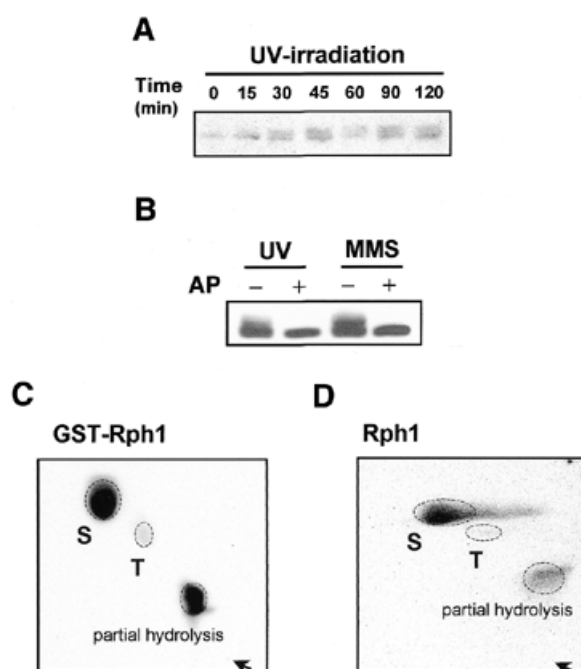 A
UV-irradiation
Time (min) 0 15 30 45 60 90 120
B
UV MMS
AP − + − +
C
GST-Rph1
S
T
partial hydrolysis
D
Rph1
S
T
partial hydrolysis